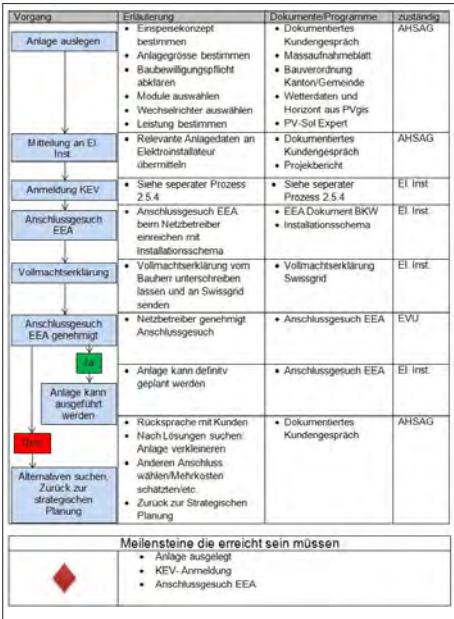 Vorgang Erläuterung Dokumente/Programme zuständig
Anlage auslegen
• Einspeisekonzept
bestimmen
• Anlagegrösse bestimmen
• Baubewilligungspflicht
abklären
• Module auswählen
• Wechselrichter auswählen
• Leistung bestimmen
• Dokumentiertes
Kundengespräch
• Massaufnahmeblatt
• Bauverordnung
Kanton/Gemeinde
• Wetterdaten und
Horizont aus PVgis
• PV-Sol Expert
AHSAG
Mitteilung an El.
Inst
• Relevante Anlagedaten an
Elektroinstallateur
übermitteln
• Dokumentiertes
Kundengespräch
• Projekbericht
AHSAG
Anmeldung KEV
• Siehe seperater Prozess
2.5.4
• Siehe seperater
Prozess 2.5.4
El. Inst
Anschlussgesuch
EEA
• Anschlussgesuch EEA
beim Netzbetreiber
einreichen mit
Installationsschema
• EEA Dokument BKW
• Installationsschema
El. Inst.
Vollmachtserklärung
• Vollmachtserklärung vom
Bauherr unterschreiben
lassen und an Swissgrid
senden
• Vollmachtserklärung
Swissgrid
El. Inst.
Anschlussgesuch
EEA genehmigt
• Netzbetreiber genehmigt
Anschlussgesuch
• Anschlussgesuch EEA
EVU
Ja
Anlage kann
ausgeführt
werden
• Anlage kann definitv
geplant werden
• Anschlussgesuch EEA
El. Inst.
Nein
Alternativen suchen,
Zurück zur
strategischen
Planung
• Rücksprache mit Kunden
• Nach Lösungen suchen:
Anlage verkleineren
• Anderen Anschluss
wählen/Mehrkosten
schätzten/etc.
• Zurück zur Strategischen
Planung
• Dokumentiertes
Kundengespräch
AHSAG
Meilensteine die erreicht sein müssen
• Anlage ausgelegt
• KEV- Anmeldung
• Anschlussgesuch EEA